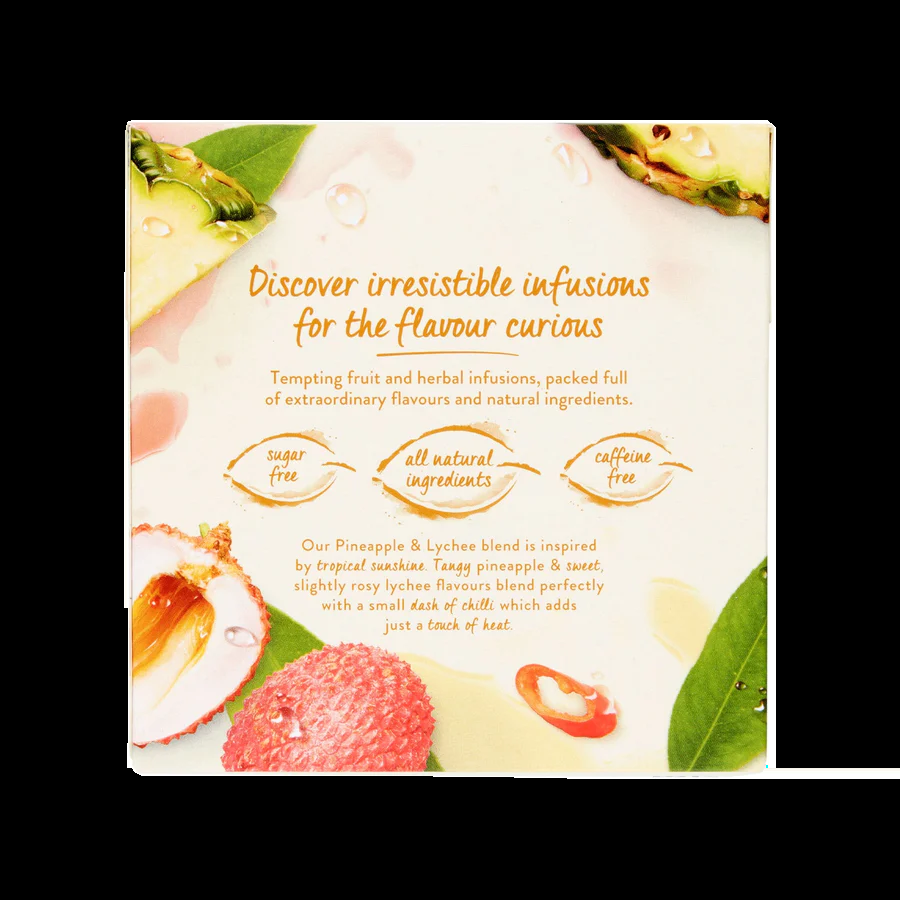 Discover irresistible infusions
for the flavour curious
Tempting fruit and herbal infusions, packed full
of extraordinary flavours and natural ingredients.
sugar
free
all natural
ingredients
caffeine
free
Our Pineapple & Lychee blend is inspired
by tropical sunshine. Tangy pineapple & sweet,
slightly rosy lychee flavours blend perfectly
with a small dash of chilli which adds
just a touch of heat.